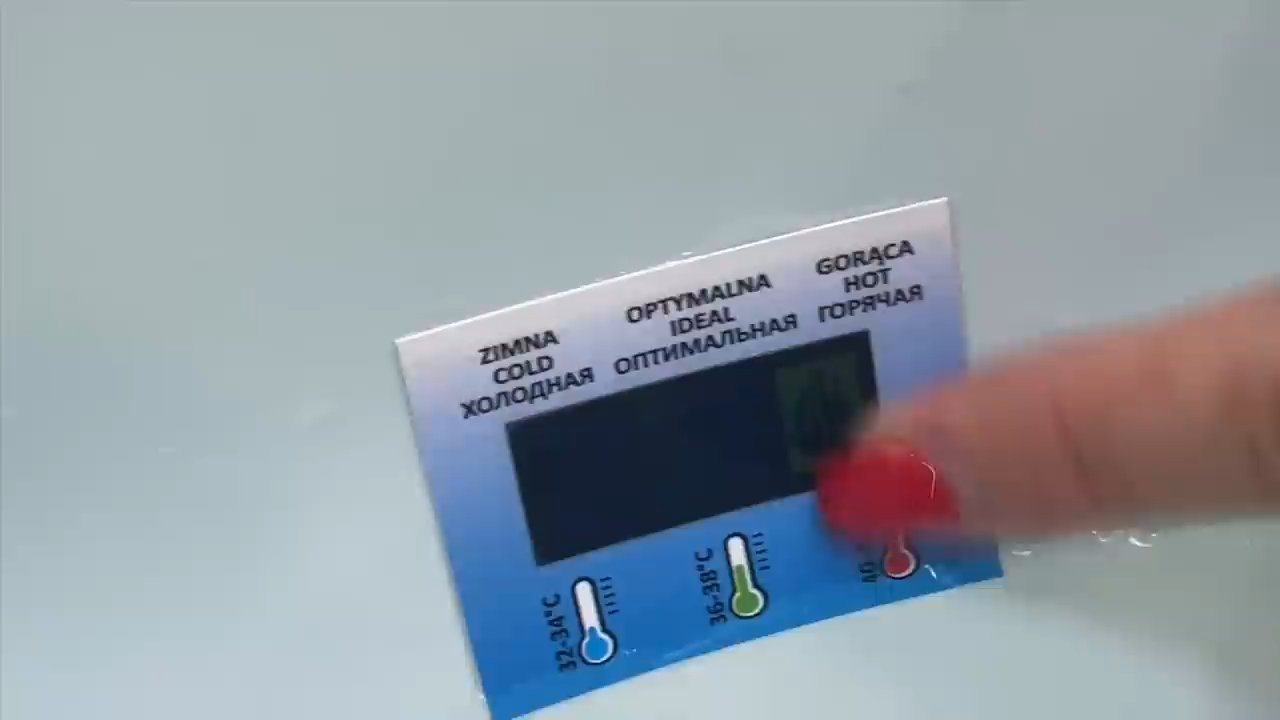 ZIMNA
COLD
ХОЛОДНАЯ
OPTYMALNA
IDEAL
ОПТИМАЛЬНАЯ
GORĄCA
HOT
ГОРЯЧАЯ
32-34°C
36-38°C